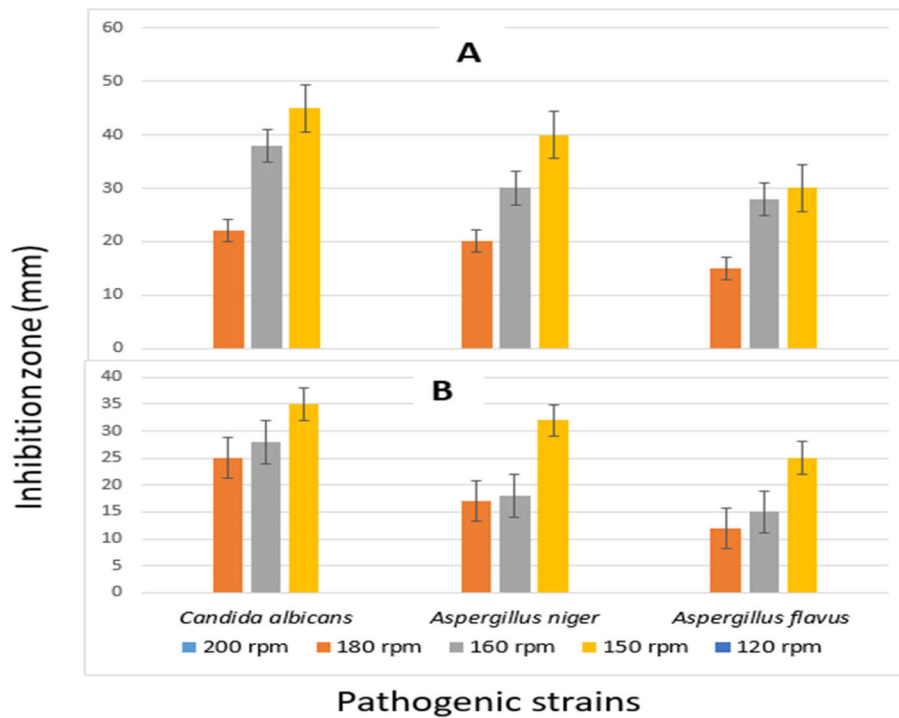 Inhibition zone (mm)
A
60
50
40
30
20
10
0
B
40
35
30
25
20
15
10
5
0
Candida albicans Aspergillus niger Aspergillus flavus
200 rpm 180 rpm 160 rpm 150 rpm 120 rpm
Pathogenic strains